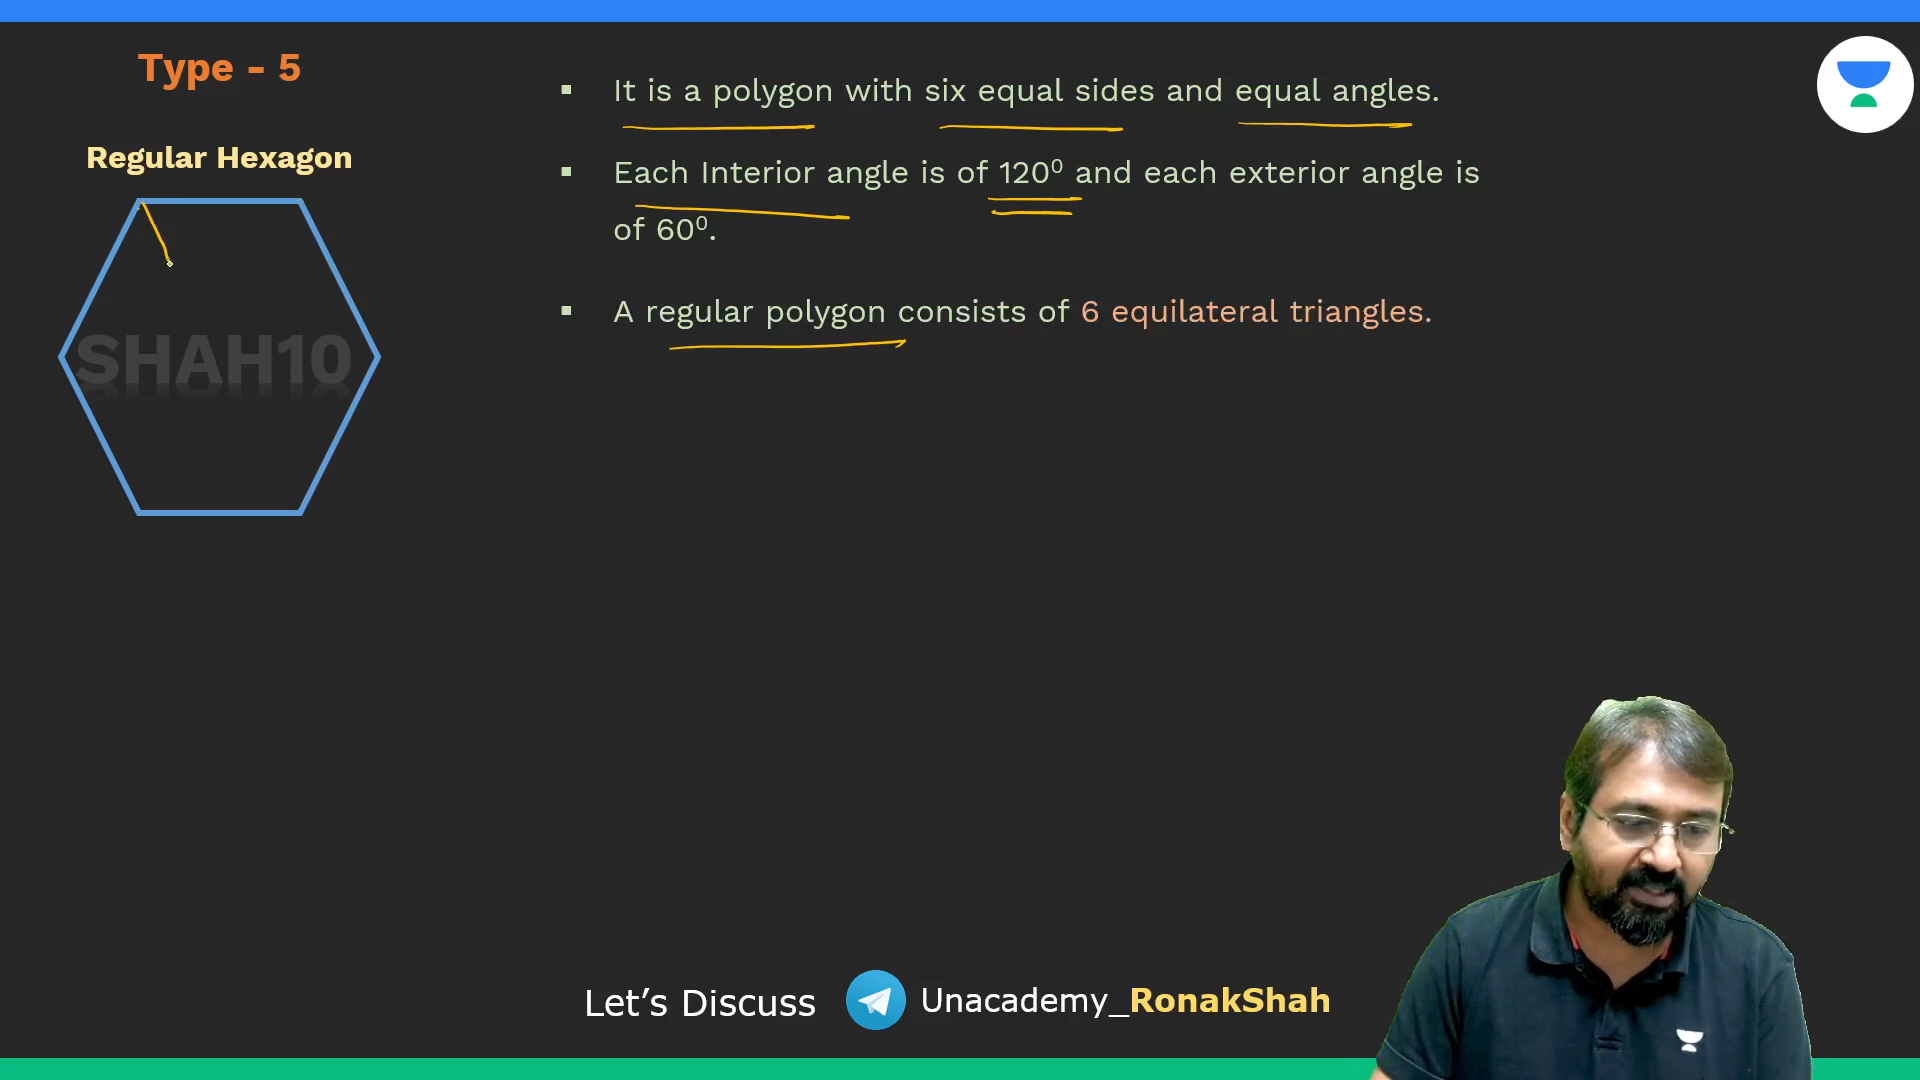 Type - 5
Regular Hexagon
SHAH10
▪ It is a polygon with six equal sides and equal angles.
▪ Each Interior angle is of 120⁰ and each exterior angle is
of 60⁰.
▪ A regular polygon consists of 6 equilateral triangles.
Let’s Discuss Unacademy_RonakShah